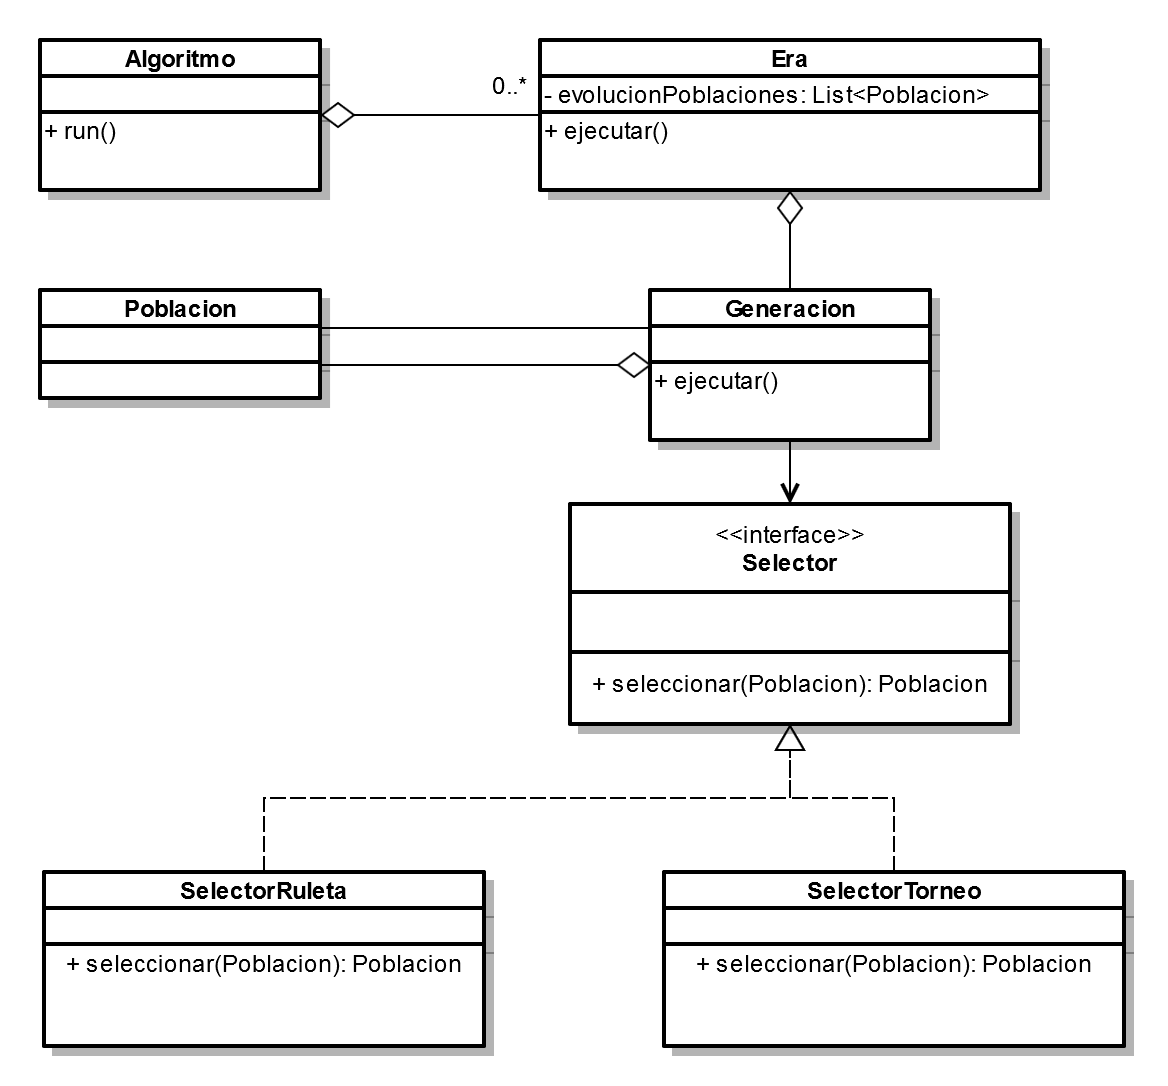 Algoritmo
+ run()
0..*
Era
- evolucionPoblaciones: List<Poblacion>
+ ejecutar()
Poblacion
Generacion
+ ejecutar()
<<interface>>
Selector
+ seleccionar(Poblacion): Poblacion
SelectorRuleta
+ seleccionar(Poblacion): Poblacion
SelectorTorneo
+ seleccionar(Poblacion): Poblacion